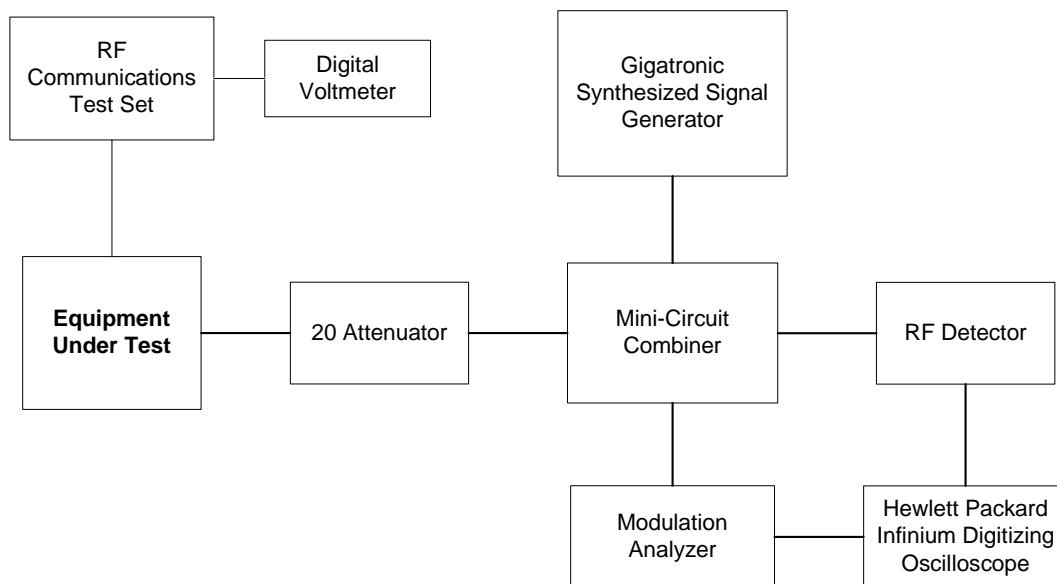 RF
Communications
Test Set
Digital
Voltmeter
Gigatronic
Synthesized Signal
Generator
Equipment
Under Test
20 Attenuator
Mini-Circuit
Combiner
RF Detector
Modulation
Analyzer
Hewlett Packard
Infinium Digitizing
Oscilloscope